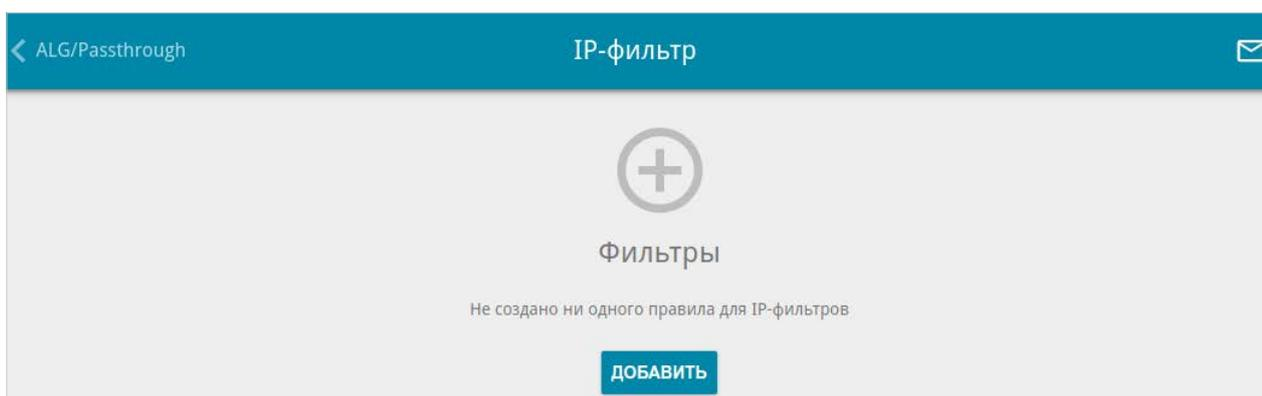 ALG/Passthrough
IP-фильтр
Фильтры
Не создано ни одного правила для IP-фильтров
ДОБАВИТЬ